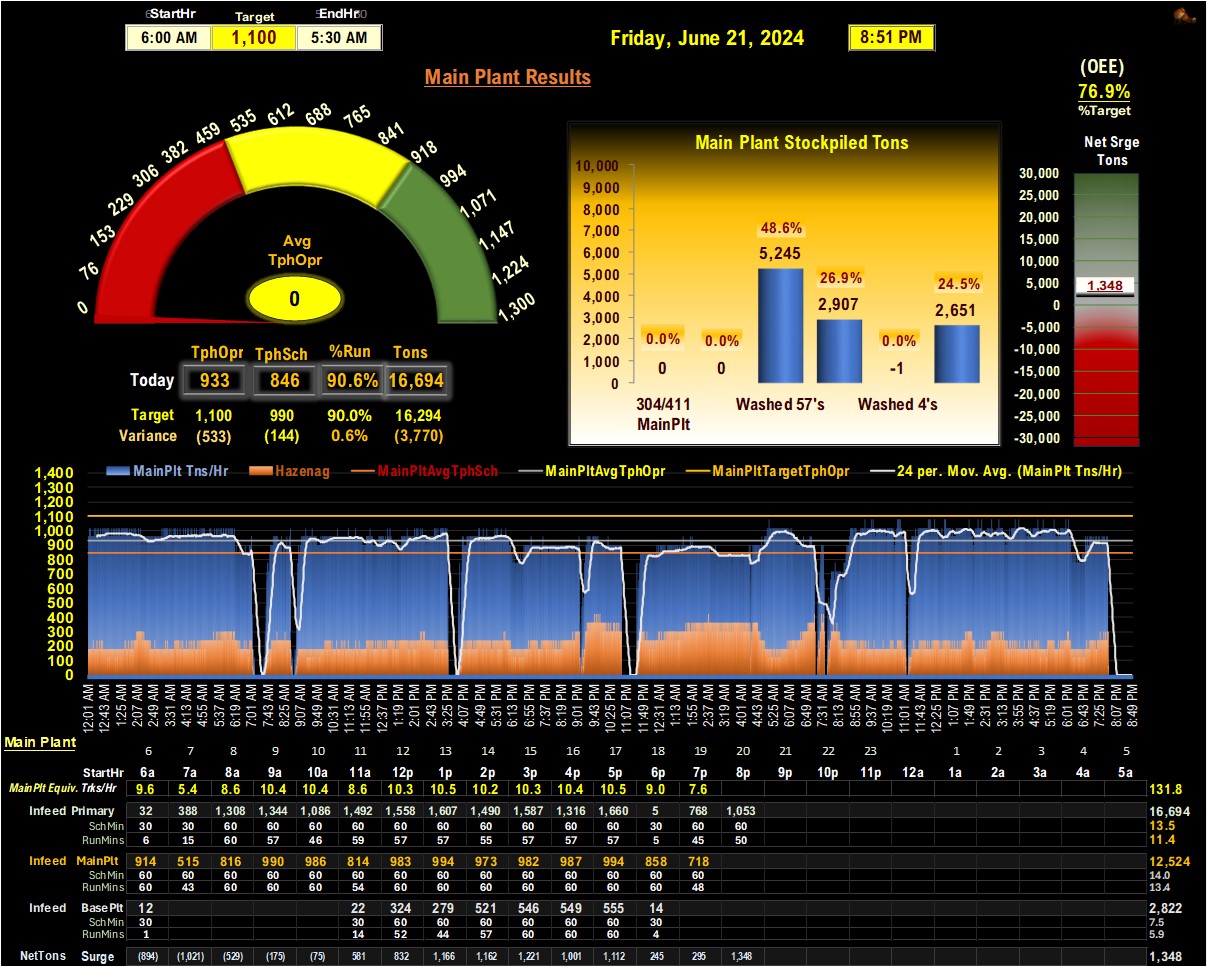 StartHr Target EndHr
6:00 AM 1,100 5:30 AM
Friday, June 21, 2024 8:51 PM
Main Plant Results
(OEE)
76.9%
%Target
Net Srge
Tons
30,000
25,000
20,000
15,000
10,000
5,000
1,348
0
-5,000
-10,000
-15,000
-20,000
-25,000
-30,000
0 76 153 229 306 382 459 535 612 688 765 841 918 994 1,071 1,147 1,224 1,300
Avg
TphOpr
0
TphOpr TphSch %Run Tons
Today 933 846 90.6% 16,694
Target 1,100 990 90.0% 16,294
Variance (533) (144) 0.6% (3,770)
Main Plant Stockpiled Tons
10,000
9,000
8,000
7,000
6,000
5,000
4,000
3,000
2,000
1,000
0
0.0% 0.0% 48.6% 26.9% 0.0% 24.5%
0 0 5,245 2,907 -1 2,651
304/411 Washed 57's Washed 4's
MainPlt
MainPlt Tns/Hr Hazenag MainPltAvgTphSch MainPltAvgTphOpr MainPltTargetTphOpr 24 per. Mov. Avg. (MainPlt Tns/Hr)
1,400
1,300
1,200
1,100
1,000
900
800
700
600
500
400
300
200
100
0
12:01 AM 12:43 AM 1:25 AM 2:07 AM 2:49 AM 3:31 AM 4:13 AM 4:55 AM 5:37 AM 6:19 AM 7:01 AM 7:43 AM 8:25 AM 9:07 AM 9:49 AM 10:31 AM 11:13 AM 11:55 AM 12:37 PM 1:19 PM 2:01 PM 2:43 PM 3:25 PM 4:07 PM 4:49 PM 5:31 PM 6:13 PM 6:55 PM 7:37 PM 8:19 PM 9:01 PM 9:43 PM 10:25 PM 11:07 PM 11:49 PM 12:31 AM 1:13 AM 1:55 AM 2:37 AM 3:19 AM 4:01 AM 4:43 AM 5:25 AM 6:07 AM 6:49 AM 7:31 AM 8:13 AM 8:55 AM 9:37 AM 10:19 AM 11:01 AM 11:43 AM 12:25 PM 1:07 PM 1:49 PM 2:31 PM 3:13 PM 3:55 PM 4:37 PM 5:19 PM 6:01 PM 6:43 PM 7:25 PM 8:07 PM 8:49 PM
Main Plant
6 7 8 9 10 11 12 13 14 15 16 17 18 19 20 21 22 23 1 2 3 4 5
StartHr 6a 7a 8a 9a 10a 11a 12p 1p 2p 3p 4p 5p 6p 7p 8p 9p 10p 11p 12a 1a 2a 3a 4a 5a
MainPlt Equiv. Trks/Hr 9.6 5.4 8.6 10.4 10.4 8.6 10.3 10.5 10.2 10.3 10.4 10.5 9.0 7.6 131.8
Infeed Primary 32 388 1,308 1,344 1,086 1,492 1,558 1,607 1,490 1,587 1,316 1,660 5 768 1,053 16,694
SchMin 30 30 60 60 60 60 60 60 60 60 60 60 30 60 60 13.5
RunMins 6 15 60 57 46 59 57 57 55 57 57 57 5 45 50 11.4
Infeed MainPlt 914 515 816 990 986 814 983 994 973 982 987 994 858 718 12,524
SchMin 60 60 60 60 60 60 60 60 60 60 60 60 60 60 14.0
RunMins 60 43 60 60 60 54 60 60 60 60 60 60 60 48 13.4
Infeed BasePlt 12 22 324 279 521 546 549 555 14 2,822
SchMin 30 30 60 60 60 60 60 60 30 7.5
RunMins 1 14 52 44 57 60 60 60 4 5.9
NetTons Surge (894) (1,021) (529) (175) (75) 581 832 1,166 1,162 1,221 1,001 1,112 245 295 1,348 1,348